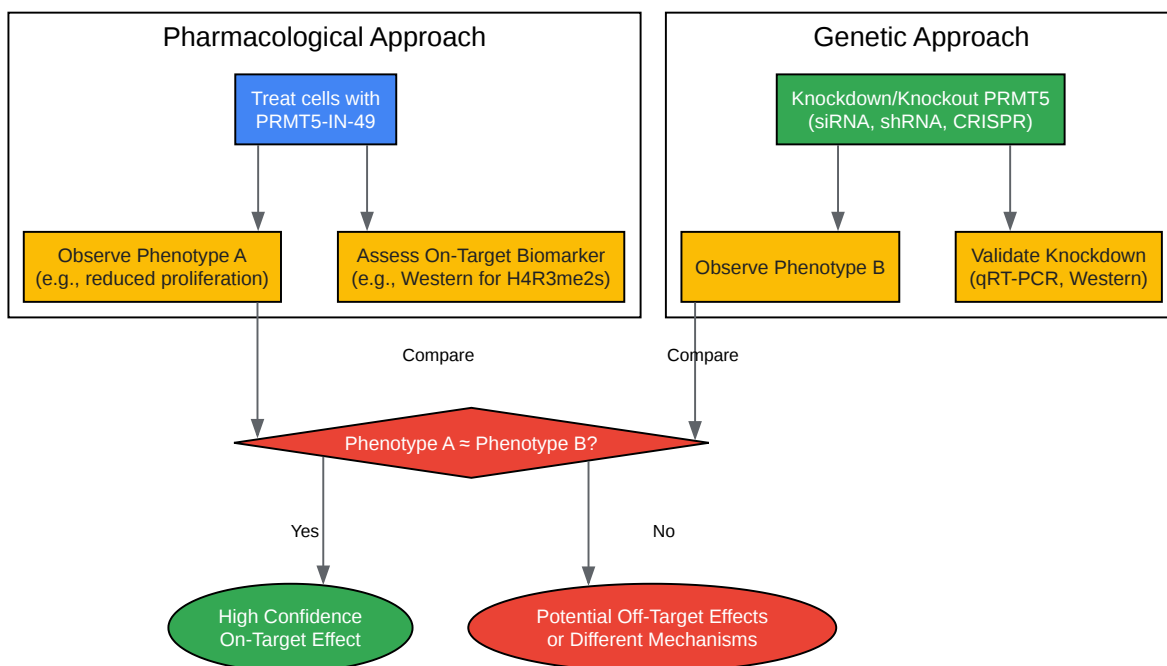 Pharmacological Approach
Genetic Approach
Treat cells with
PRMT5-IN-49
Knockdown/Knockout PRMT5
(siRNA, shRNA, CRISPR)
Observe Phenotype A
(e.g., reduced proliferation)
Assess On-Target Biomarker
(e.g., Western for H4R3me2s)
Observe Phenotype B
Validate Knockdown
(qRT-PCR, Western)
Compare
Compare
Phenotype A ≈ Phenotype B?
Yes
No
High Confidence
On-Target Effect
Potential Off-Target Effects
or Different Mechanisms